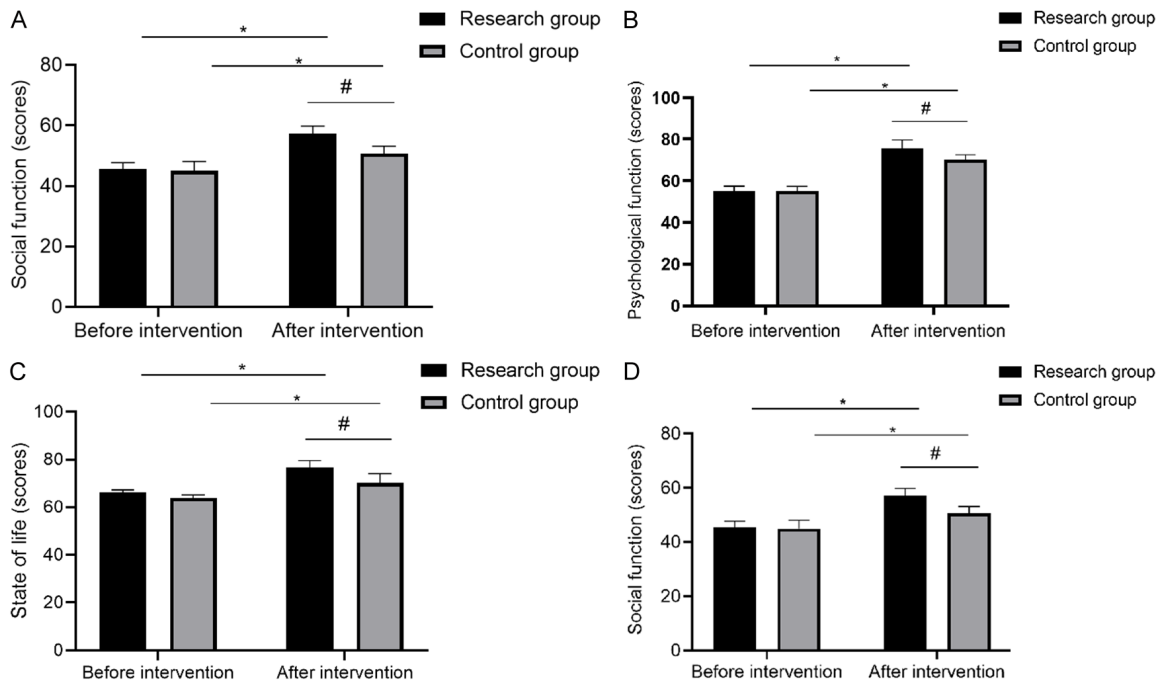 A
Research group
Control group
*
*
#
Social function (scores)
80
60
40
20
0
Before intervention
After intervention
B
Research group
Control group
*
*
#
Psychological function (scores)
100
80
60
40
20
0
Before intervention
After intervention
C
Research group
Control group
*
*
#
State of life (scores)
100
80
60
40
20
0
Before intervention
After intervention
D
Research group
Control group
*
*
#
Social function (scores)
80
60
40
20
0
Before intervention
After intervention